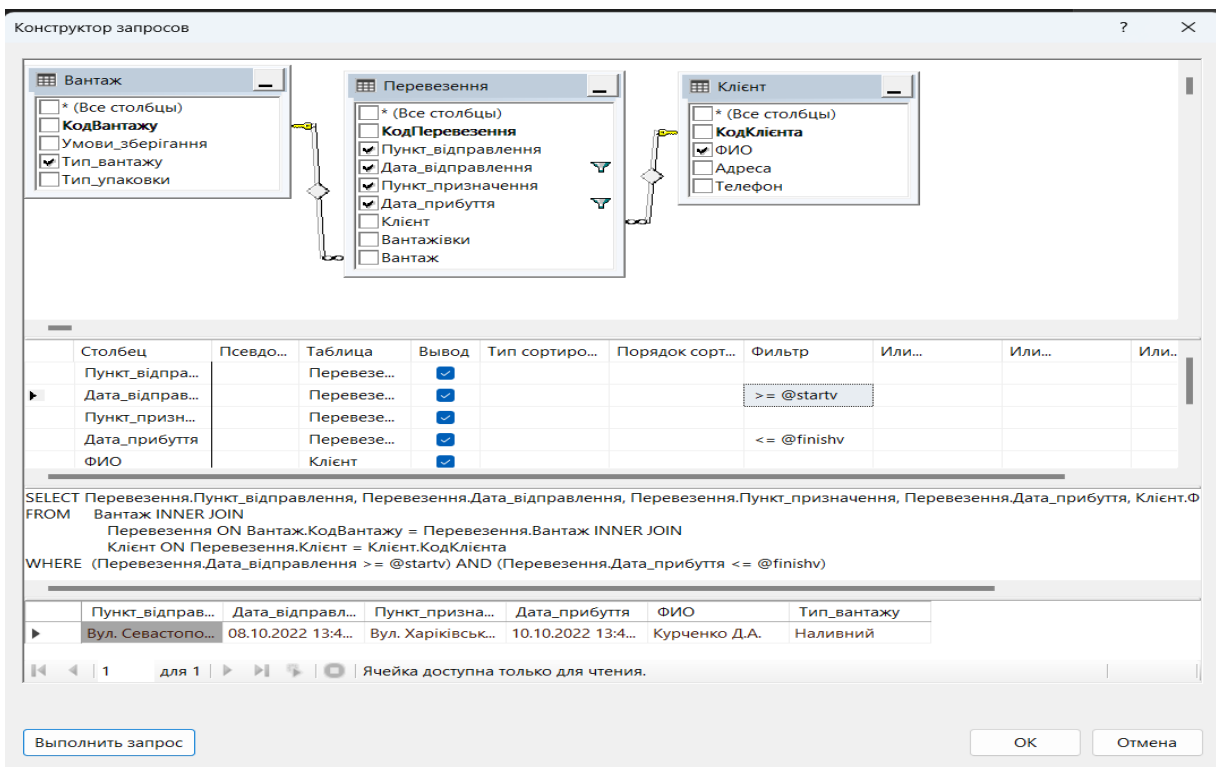 Конструктор запросов ?
Вантаж
* (Все столбцы)
КодВантажу
Умови_зберігання
Тип_вантажу
Тип_упаковки
Перевезення
* (Все столбцы)
КодПеревезення
Пункт_відправлення
Дата_відправлення
Пункт_призначення
Дата_прибуття
Клієнт
Вантажівки
Вантаж
Клієнт
* (Все столбцы)
КодКлієнта
ФИО
Адреса
Телефон
Столбец Псевдо... Таблица Вывод Тип сортиро... Порядок сорт... Фильтр Или... Или... Или..
Пункт_відпра... Перевезе...
Дата_відправ... Перевезе... >= @startv
Пункт_призн... Перевезе...
Дата_прибуття Перевезе... <= @finishv
ФИО Клієнт
SELECT Перевезення.Пункт_відправлення, Перевезення.Дата_відправлення, Перевезення.Пункт_призначення, Перевезення.Дата_прибуття, Клієнт.Ф
FROM Вантаж INNER JOIN
Перевезення ON Вантаж.КодВантажу = Перевезення.Вантаж INNER JOIN
Клієнт ON Перевезення.Клієнт = Клієнт.КодКлієнта
WHERE (Перевезення.Дата_відправлення >= @startv) AND (Перевезення.Дата_прибуття <= @finishv)
Пункт_відправ... Дата_відправл... Пункт_призна... Дата_прибуття ФИО Тип_вантажу
Вул. Севастопо... 08.10.2022 13:4... Вул. Харіківськ... 10.10.2022 13:4... Курченко Д.А. Наливний
1 для 1 Ячейка доступна только для чтения.
Выполнить запрос ОК Отмена